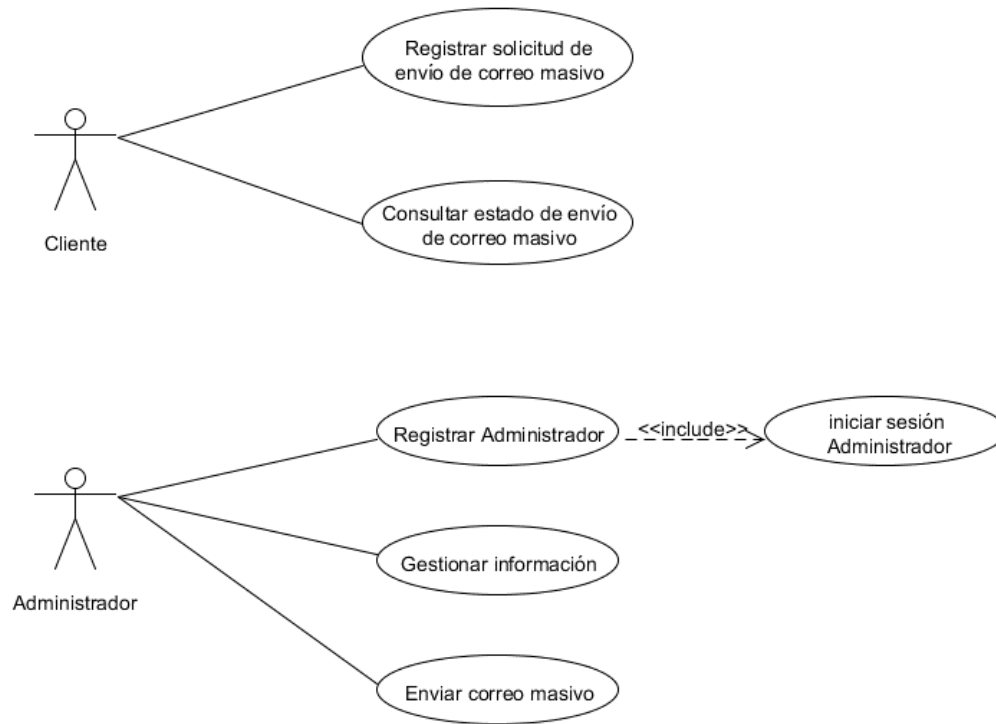 Registrar solicitud de
envío de correo masivo
Cliente
Consultar estado de envío
de correo masivo
Registrar Administrador
<<include>>
iniciar sesión
Administrador
Gestionar información
Administrador
Enviar correo masivo